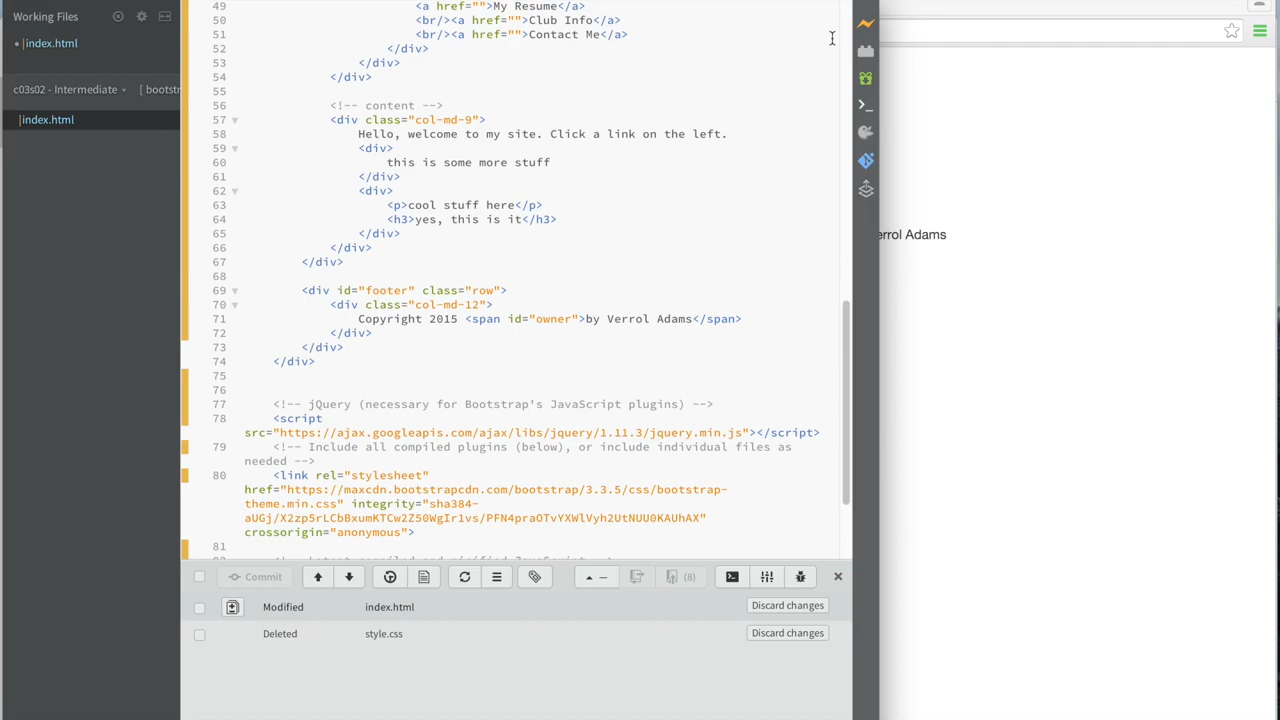 Working Files
index.html
c03s02 - Intermediate
[ bootstr
index.html
49 <a href="">My Resume</a>
50 <br/><a href="">Club Info</a>
51 <br/><a href="">Contact Me</a>
52 </div>
53 </div>
54 </div>
55
56 <!-- content -->
57 <div class="col-md-9">
58 Hello, welcome to my site. Click a link on the left.
59 <div>
60 this is some more stuff
61 </div>
62 <div>
63 <p>cool stuff here</p>
64 <h3>yes, this is it</h3>
65 </div>
66 </div>
67 </div>
68
69 <div id="footer" class="row">
70 <div class="col-md-12">
71 Copyright 2015 <span id="owner">by Verrol Adams</span>
72 </div>
73 </div>
74 </div>
75
76
77 <!-- jQuery (necessary for Bootstrap's JavaScript plugins) -->
78 <script
src="https://ajax.googleapis.com/ajax/libs/jquery/1.11.3/jquery.min.js"></script>
79 <!-- Include all compiled plugins (below), or include individual files as
needed -->
80 <link rel="stylesheet"
href="https://maxcdn.bootstrapcdn.com/bootstrap/3.3.5/css/bootstrap-
theme.min.css" integrity="sha384-
aUGj/X2zp5rLCbBxumKTCw2Z50WgIr1vs/PFN4praOTvYXWlVyh2UtNUU0KAUhAX"
crossorigin="anonymous">
81
Commit
(8)
Modified index.html Discard changes
Deleted style.css Discard changes
errol Adams